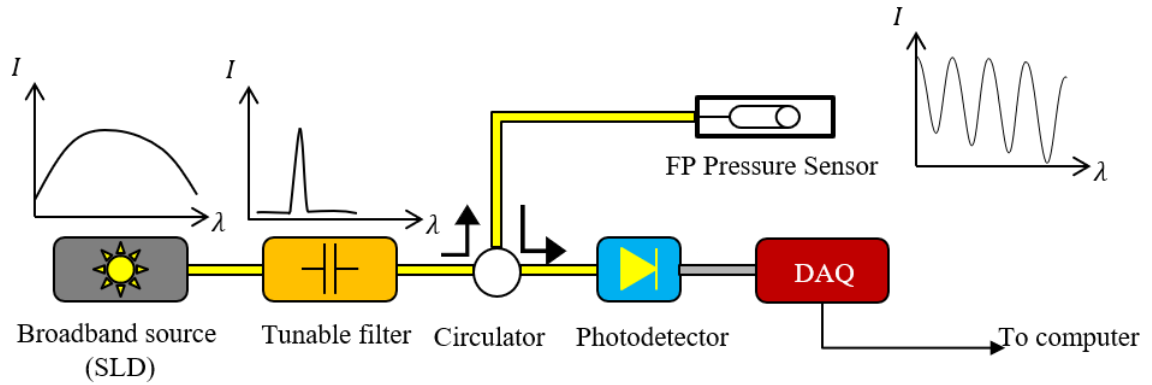 I
λ
I
λ
I
λ
FP Pressure Sensor
DAQ
Broadband source
(SLD)
Tunable filter
Circulator
Photodetector
To computer